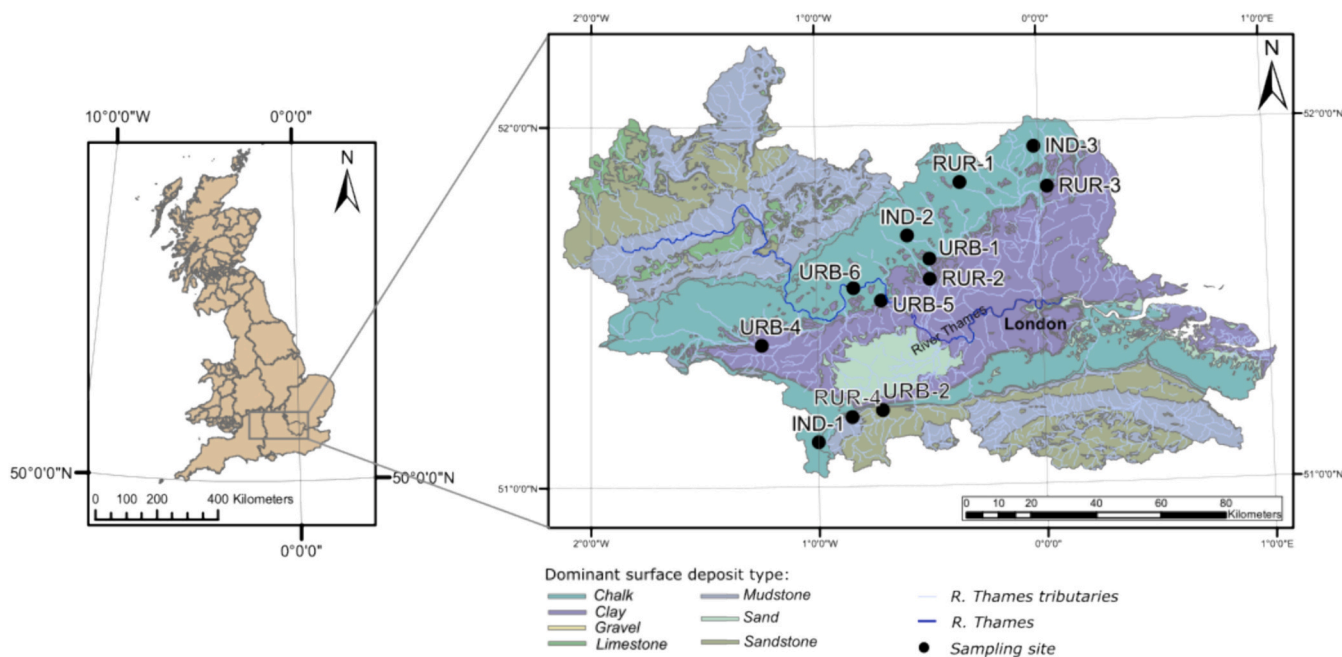 10°0'0"W
0°0'0"
N
50°0'0"N
50°0'0"N
0 100 200 400 Kilometers
0°0'0"
2°0'0"W
1°0'0"W
0°0'0"
1°0'0"E
N
52°0'0"N
52°0'0"N
IND-3
RUR-1
RUR-3
IND-2
URB-1
URB-6
RUR-2
URB-5
River Thames
London
URB-4
RUR-4
URB-2
IND-1
51°0'0"N
51°0'0"N
0 10 20 40 60 80
Kilometers
2°0'0"W
1°0'0"W
0°0'0"
1°0'0"E
Dominant surface deposit type:
Chalk
Clay
Gravel
Limestone
Mudstone
Sand
Sandstone
R. Thames tributaries
R. Thames
Sampling site